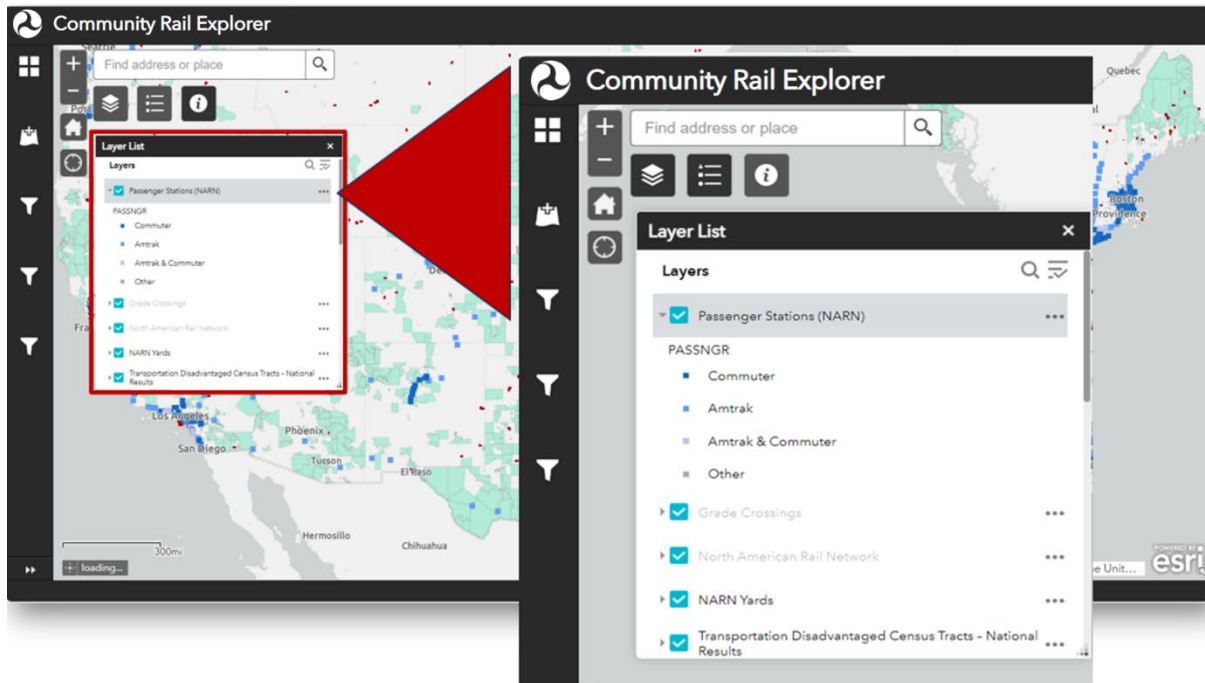 Community Rail Explorer
Find address or place
Layer List
Layers
Passenger Stations (NARN)
PASSNGR
Commuter
Amtrak
Amtrak & Commuter
Other
Grade Crossings
North American Rail Network
NARN Yards
Transportation Disadvantaged Census Tracts - National
Results
Los Angeles
San Diego
Phoenix
Tucson
El Paso
Hermosillo
Chihuahua
300mi
loading...
Community Rail Explorer
Find address or place
Layer List
Layers
Passenger Stations (NARN)
PASSNGR
Commuter
Amtrak
Amtrak & Commuter
Other
Grade Crossings
North American Rail Network
NARN Yards
Transportation Disadvantaged Census Tracts - National
Results
Quebec
Boston
Providence
POWERED BY
esri